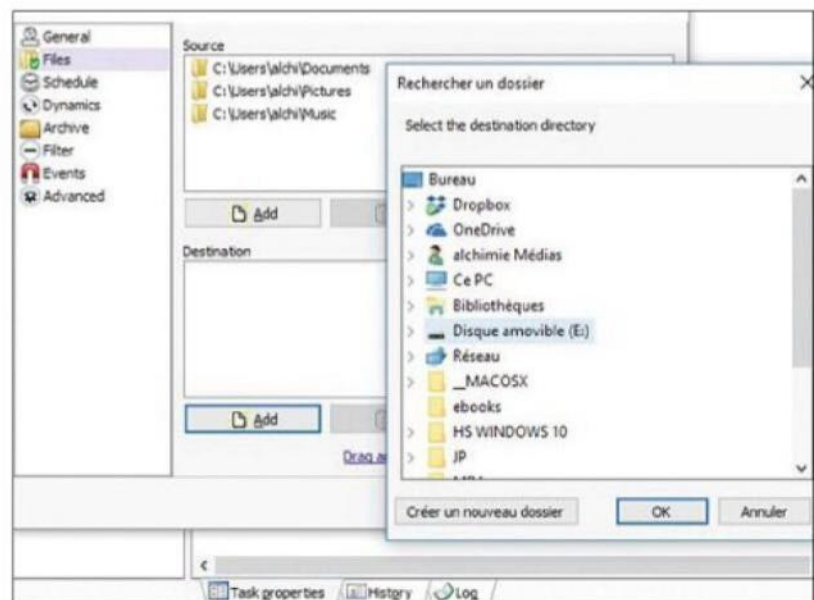 General
Files
Schedule
Dynamics
Archive
Filter
Events
Advanced
Source
C:\Users\alchi\Documents
C:\Users\alchi\Pictures
C:\Users\alchi\Music
Add
Destination
Add
Drag a
Rechercher un dossier
Select the destination directory
Bureau
Dropbox
OneDrive
alchimie Médias
Ce PC
Bibliothèques
Disque amovible (E:)
Réseau
__MACOSX
ebooks
HS WINDOWS 10
JP
Créer un nouveau dossier
OK
Annuler
Task properties
History
Log